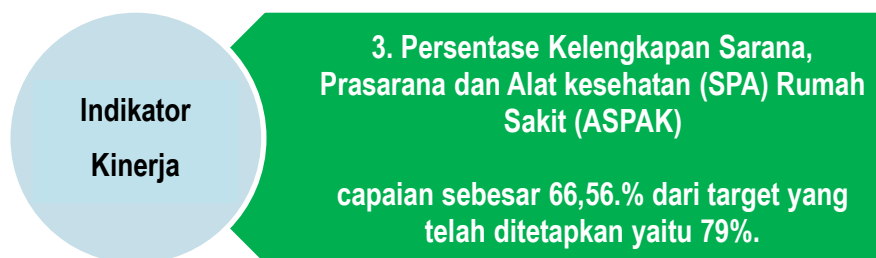 Indikator
Kinerja
3. Persentase Kelengkapan Sarana,
Prasarana dan Alat kesehatan (SPA) Rumah
Sakit (ASPAK)
capaian sebesar 66,56.% dari target yang
telah ditetapkan yaitu 79%.